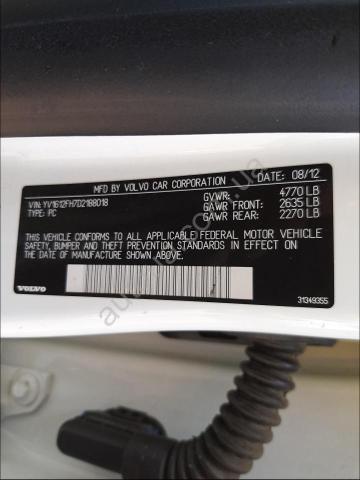 MFD BY VOLVO CAR CORPORATION DATE: 08/12
VIN: YV1612FH7D2188018 GVWR: 4770 LB
TYPE: PC GAWR FRONT: 2635 LB
GAWR REAR: 2270 LB
THIS VEHICLE CONFORMS TO ALL APPLICABLE FEDERAL MOTOR VEHICLE
SAFETY, BUMPER AND THEFT PREVENTION STANDARDS IN EFFECT ON
THE DATE OF MANUFACTURE SHOWN ABOVE.
VOLVO 31349355